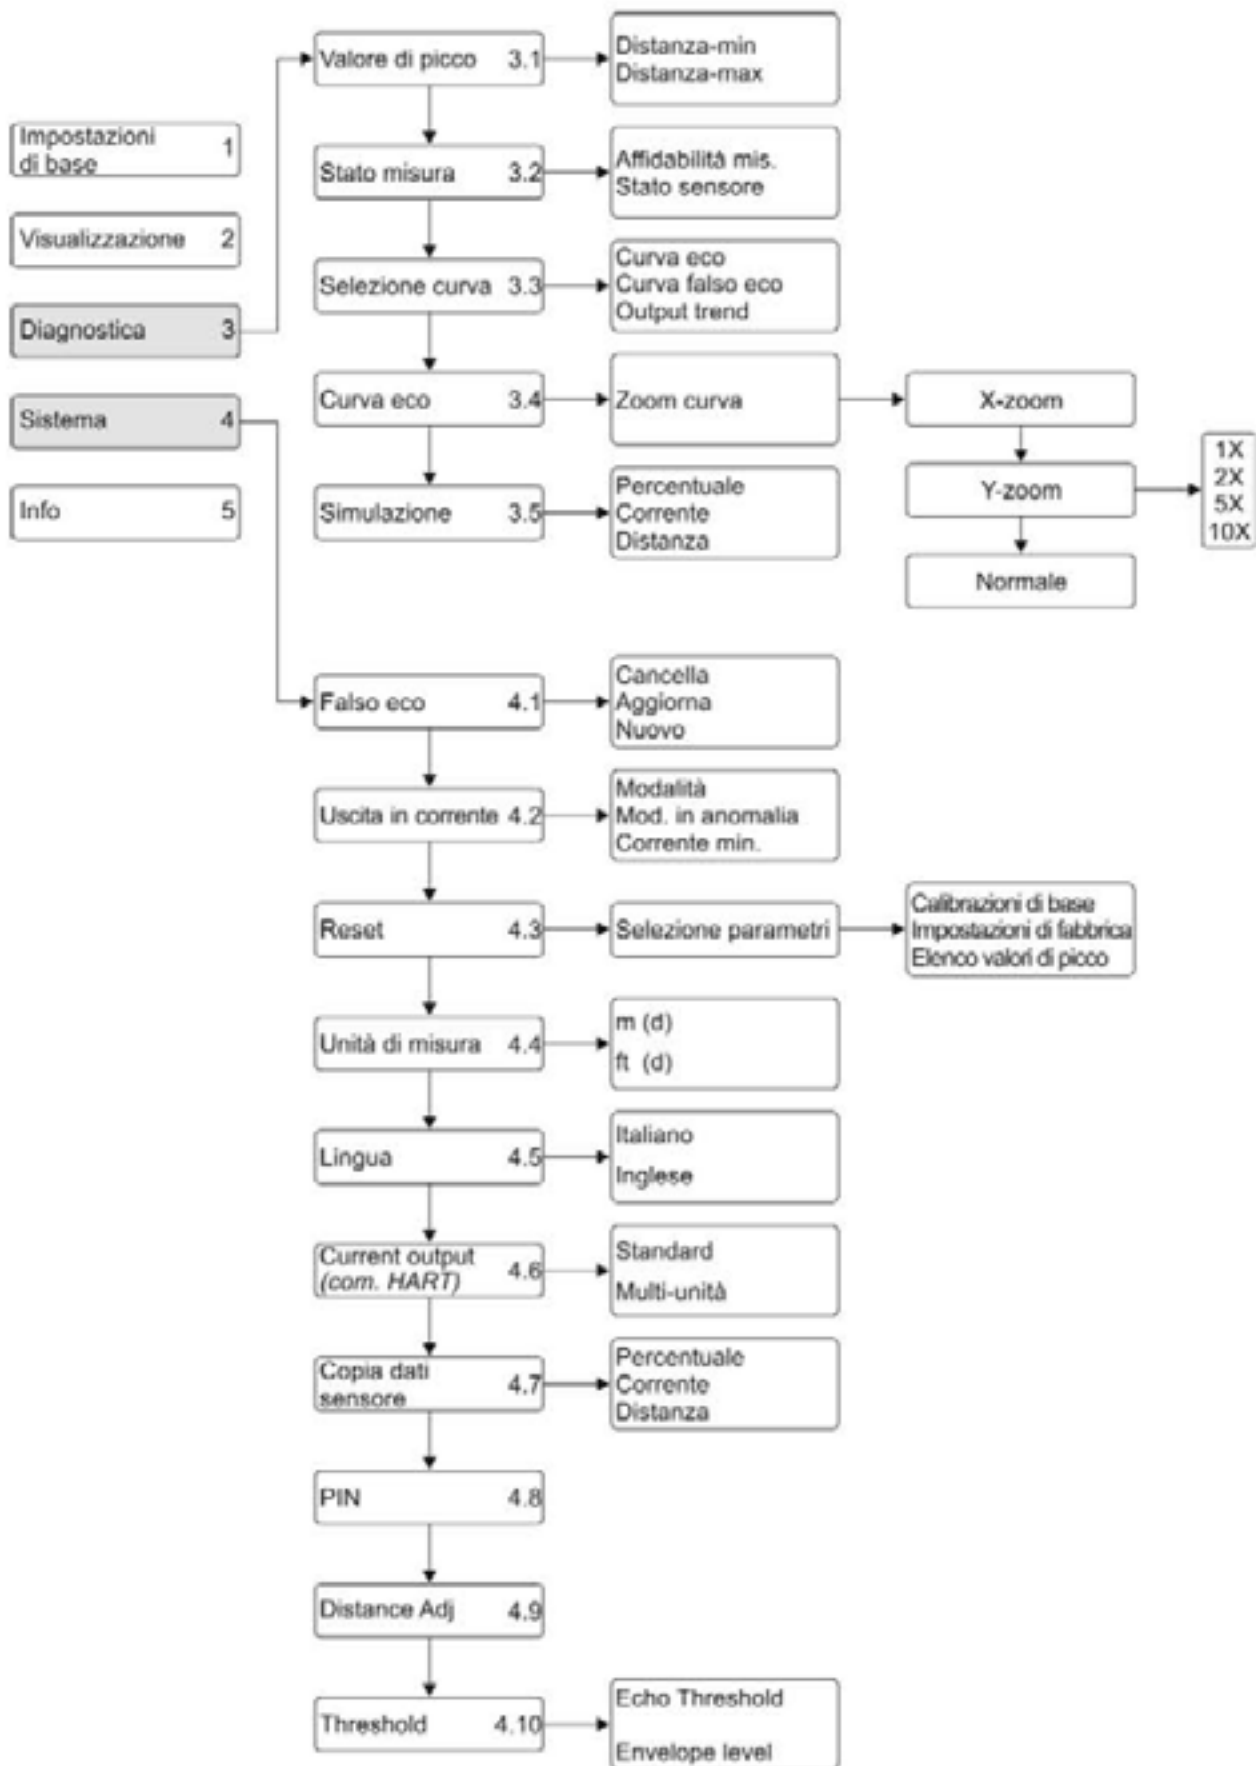 Impostazioni
di base 1
Visualizzazione 2
Diagnostica 3
Sistema 4
Info 5
Valore di picco 3.1
Distanza-min
Distanza-max
Stato misura 3.2
Affidabilità mis.
Stato sensore
Selezione curva 3.3
Curva eco
Curva falso eco
Output trend
Curva eco 3.4
Zoom curva
X-zoom
Y-zoom
Normale
1X
2X
5X
10X
Simulazione 3.5
Percentuale
Corrente
Distanza
Falso eco 4.1
Cancella
Aggiorna
Nuovo
Uscita in corrente 4.2
Modalità
Mod. in anomalia
Corrente min.
Reset 4.3
Selezione parametri
Calibrazioni di base
Impostazioni di fabbrica
Elenco valori di picco
Unità di misura 4.4
m (d)
ft (d)
Lingua 4.5
Italiano
Inglese
Current output
(com. HART) 4.6
Standard
Multi-unità
Copia dati
sensore 4.7
Percentuale
Corrente
Distanza
PIN 4.8
Distance Adj 4.9
Threshold 4.10
Echo Threshold
Envelope level